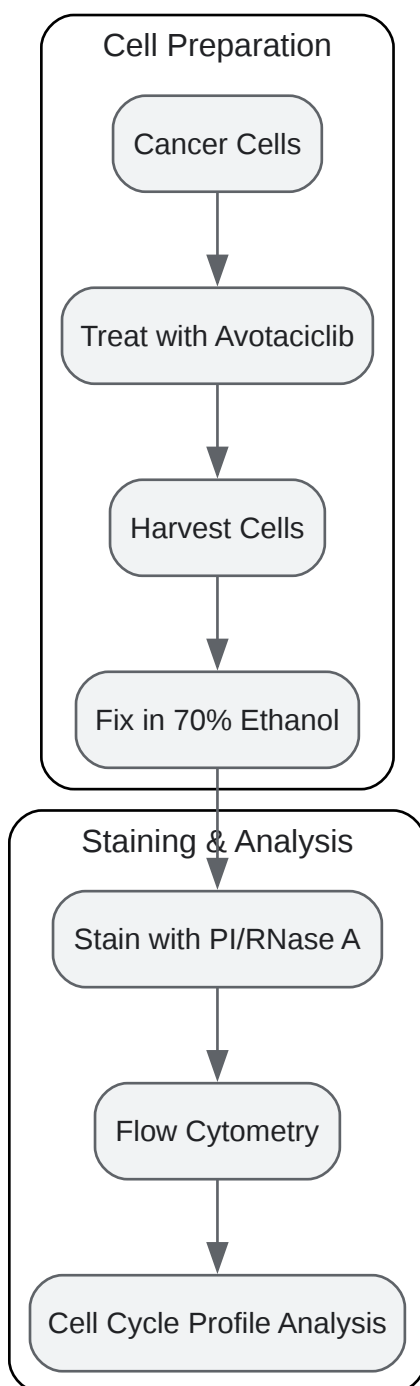 Cell Preparation
Cancer Cells
Treat with Avotaciclib
Harvest Cells
Fix in 70% Ethanol
Staining & Analysis
Stain with PI/RNase A
Flow Cytometry
Cell Cycle Profile Analysis